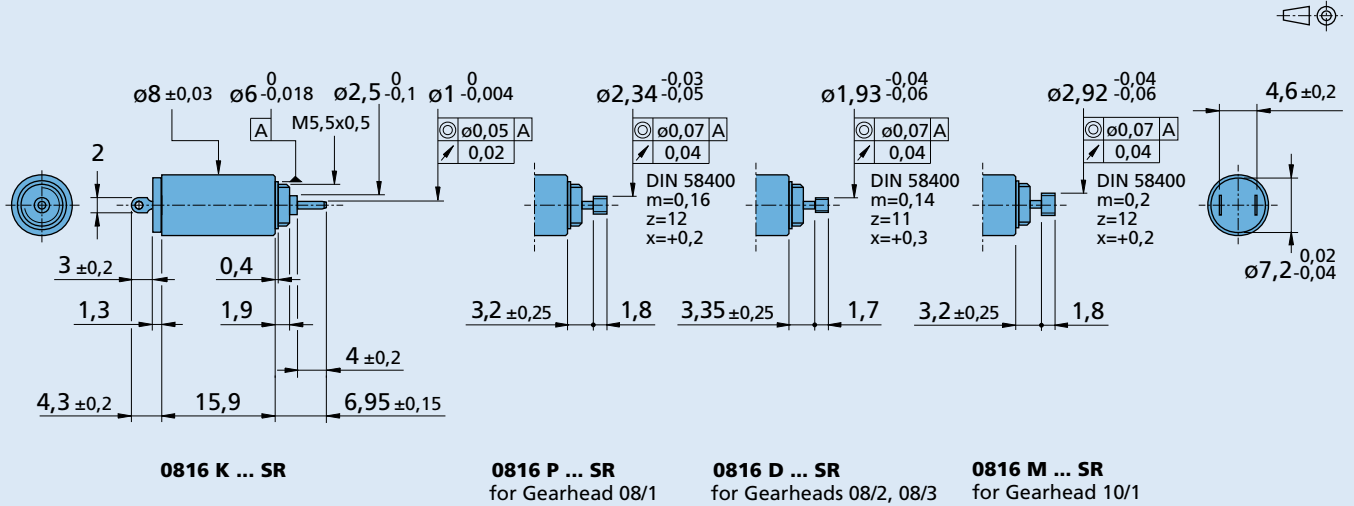 ø8 ±0,03
ø6 0 -0,018
A
M5,5x0,5
ø2,5 0 -0,1
ø1 0 -0,004
ø0,05 A
0,02
2
3 ±0,2
0,4
1,3
1,9
4 ±0,2
4,3 ±0,2
15,9
6,95 ±0,15
0816 K ... SR
ø2,34 -0,03 -0,05
ø0,07 A
0,04
DIN 58400
m=0,16
z=12
x=+0,2
3,2 ±0,25
1,8
0816 P ... SR
for Gearhead 08/1
ø1,93 -0,04 -0,06
ø0,07 A
0,04
DIN 58400
m=0,14
z=11
x=+0,3
3,35 ±0,25
1,7
0816 D ... SR
for Gearheads 08/2, 08/3
ø2,92 -0,04 -0,06
ø0,07 A
0,04
DIN 58400
m=0,2
z=12
x=+0,2
3,2 ±0,25
1,8
0816 M ... SR
for Gearhead 10/1
4,6 ±0,2
ø7,2 0,02 -0,04